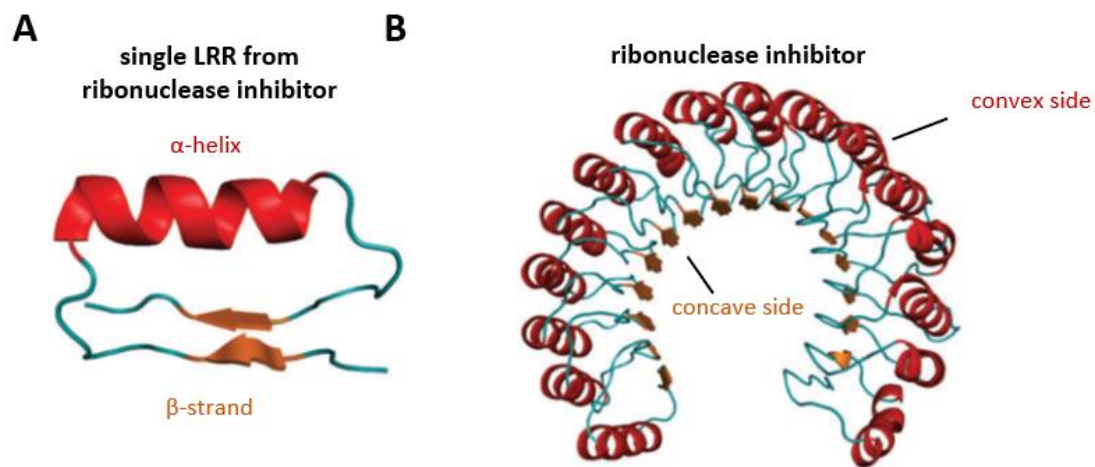 A
single LRR from
ribonuclease inhibitor
α-helix
β-strand
B
ribonuclease inhibitor
convex side
concave side